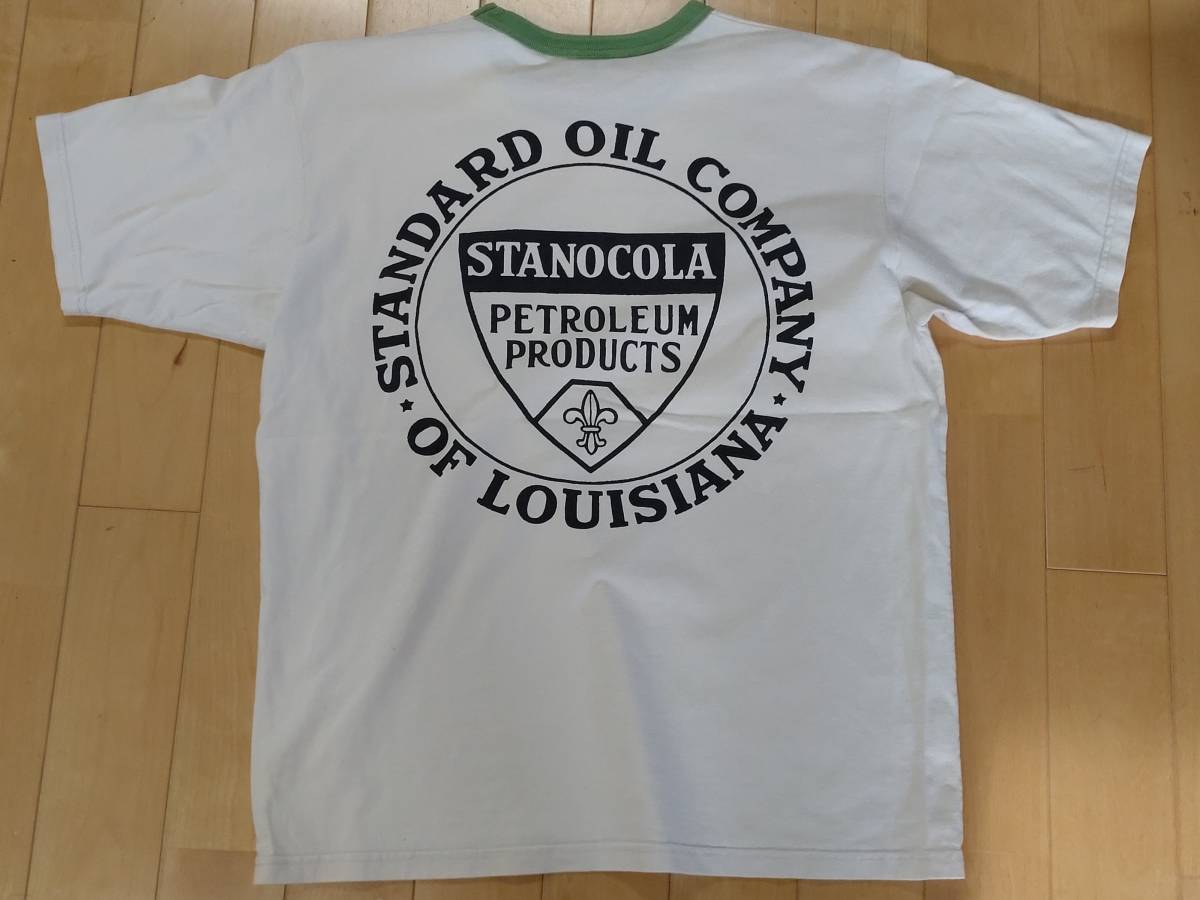 STANDARD OIL COMPANY
STANOCOLA
PETROLEUM
PRODUCTS
OF LOUISIANA